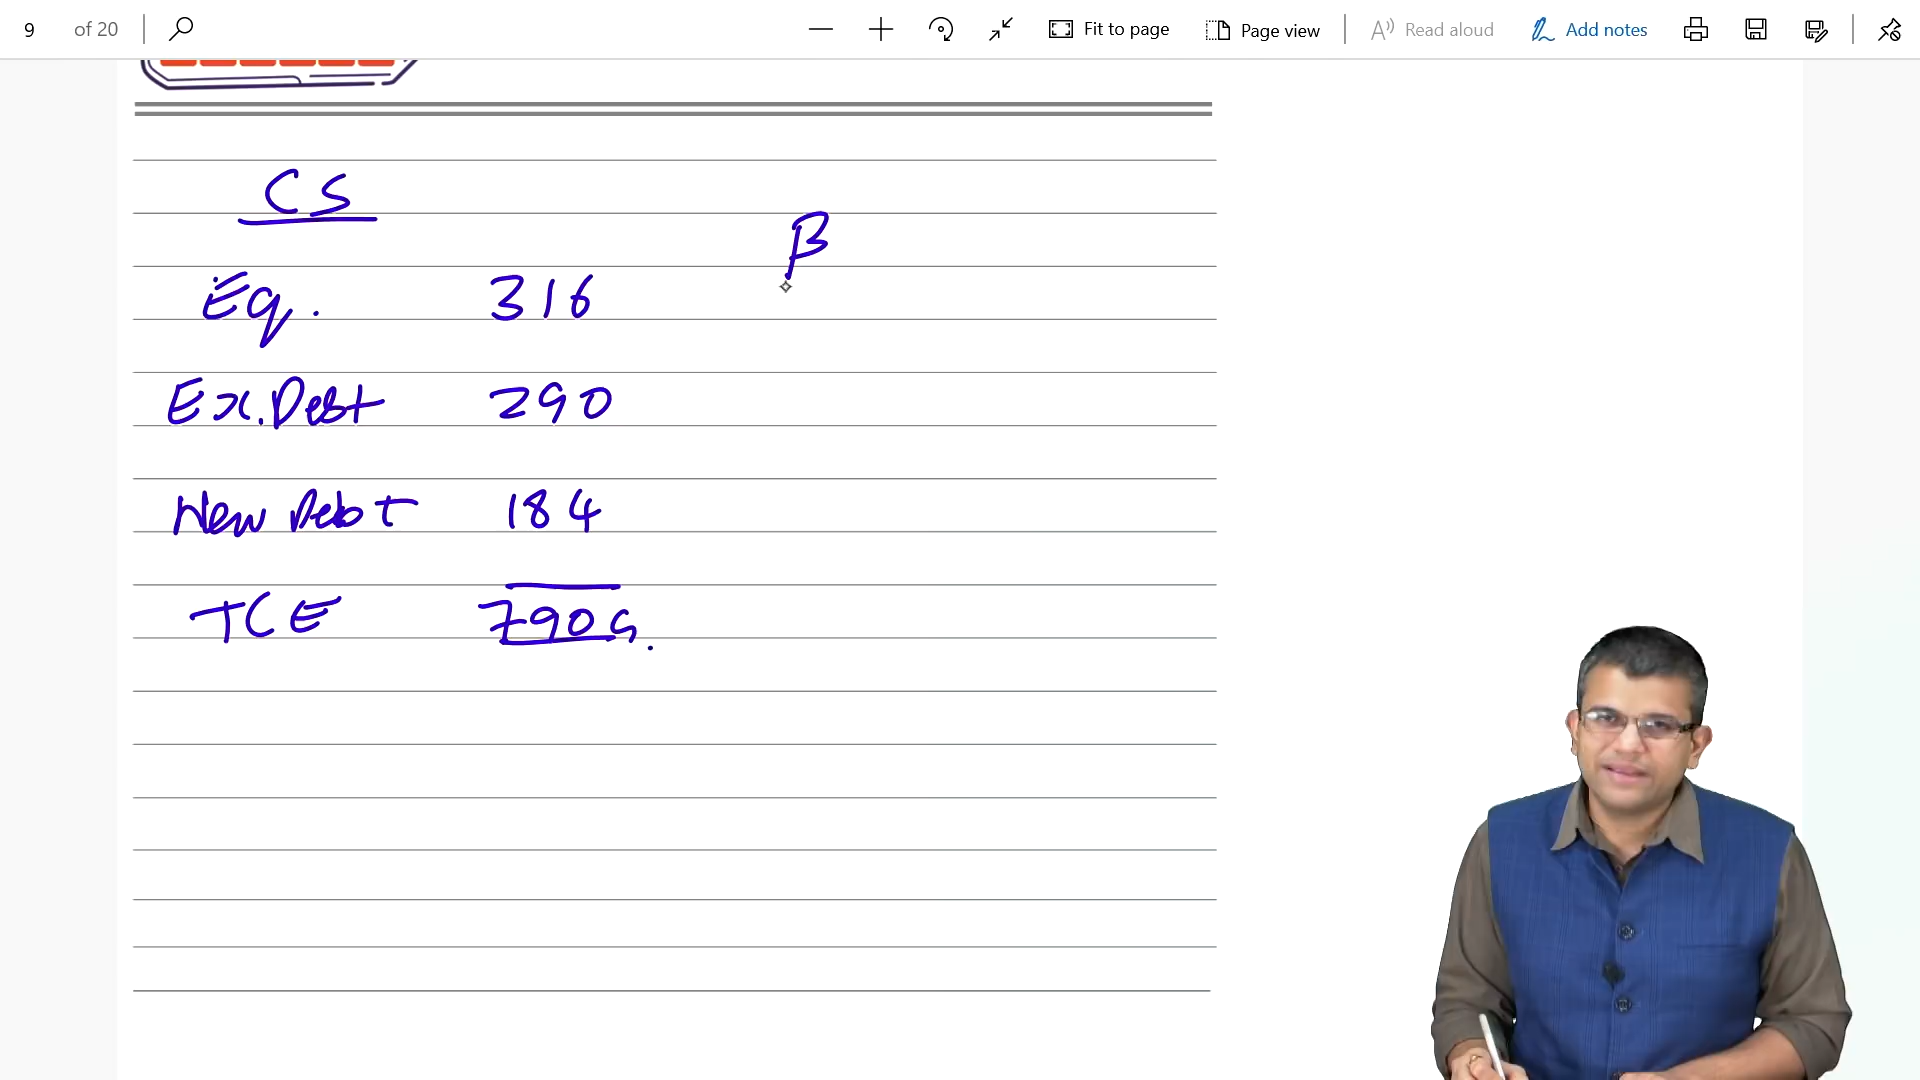 9 of 20 Fit to page Page view Read aloud Add notes
CS
β
Eq. 316
Ex. Debt 290
New Debt 184
TCE 790